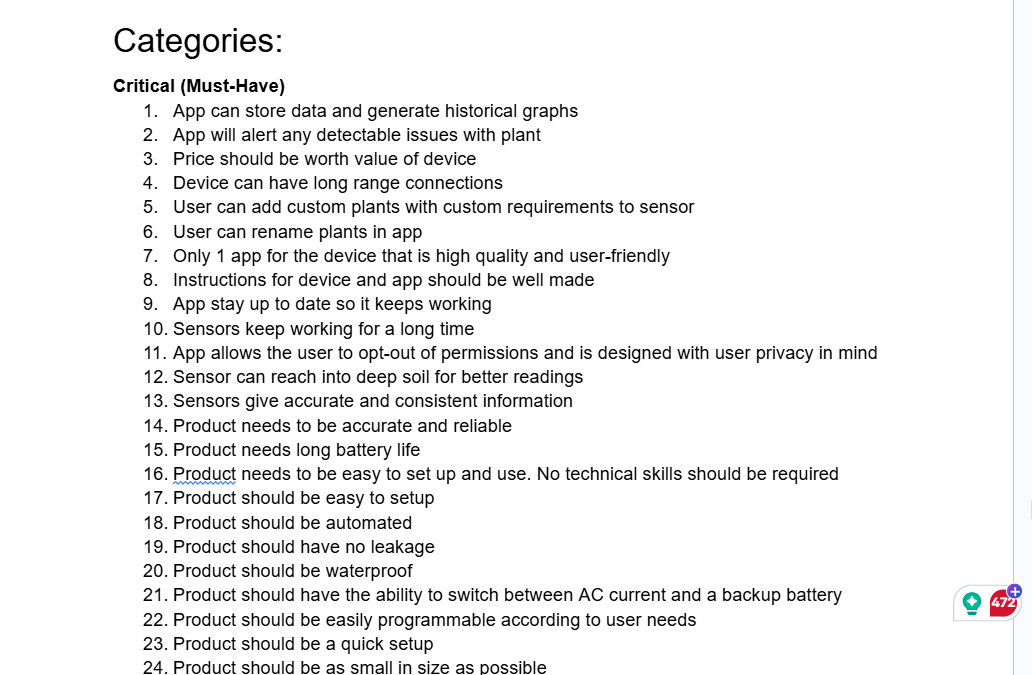 Categories:
Critical (Must-Have)
1. App can store data and generate historical graphs
2. App will alert any detectable issues with plant
3. Price should be worth value of device
4. Device can have long range connections
5. User can add custom plants with custom requirements to sensor
6. User can rename plants in app
7. Only 1 app for the device that is high quality and user-friendly
8. Instructions for device and app should be well made
9. App stay up to date so it keeps working
10. Sensors keep working for a long time
11. App allows the user to opt-out of permissions and is designed with user privacy in mind
12. Sensor can reach into deep soil for better readings
13. Sensors give accurate and consistent information
14. Product needs to be accurate and reliable
15. Product needs long battery life
16. Product needs to be easy to set up and use. No technical skills should be required
17. Product should be easy to setup
18. Product should be automated
19. Product should have no leakage
20. Product should be waterproof
21. Product should have the ability to switch between AC current and a backup battery
22. Product should be easily programmable according to user needs
23. Product should be a quick setup
24. Product should be as small in size as possible
472